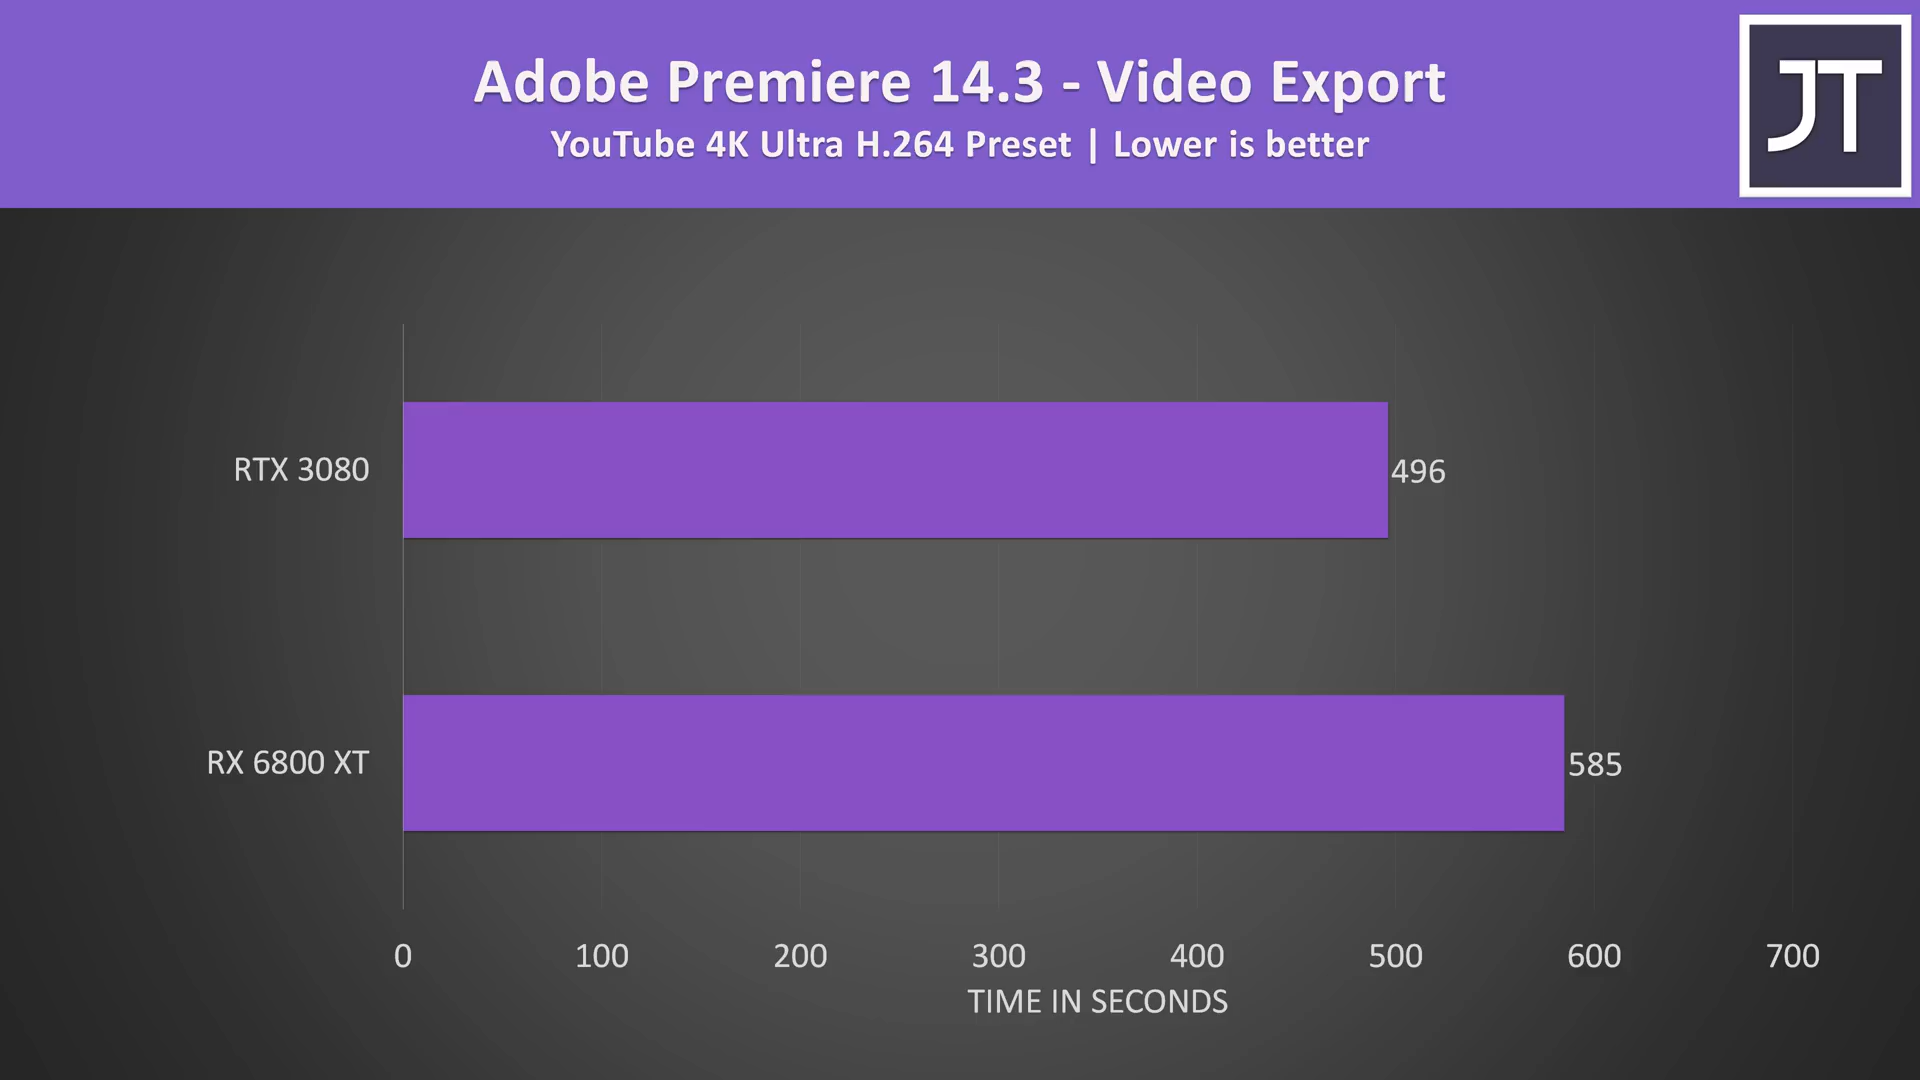 Adobe Premiere 14.3 - Video Export
YouTube 4K Ultra H.264 Preset | Lower is better
JT
RTX 3080
496
RX 6800 XT
585
0 100 200 300 400 500 600 700
TIME IN SECONDS